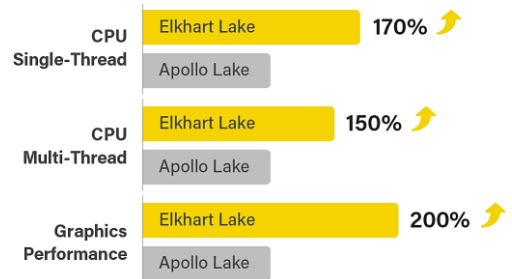 CPU
Single-Thread
Elkhart Lake
170%
Apollo Lake
CPU
Multi-Thread
Elkhart Lake
150%
Apollo Lake
Graphics
Performance
Elkhart Lake
200%
Apollo Lake